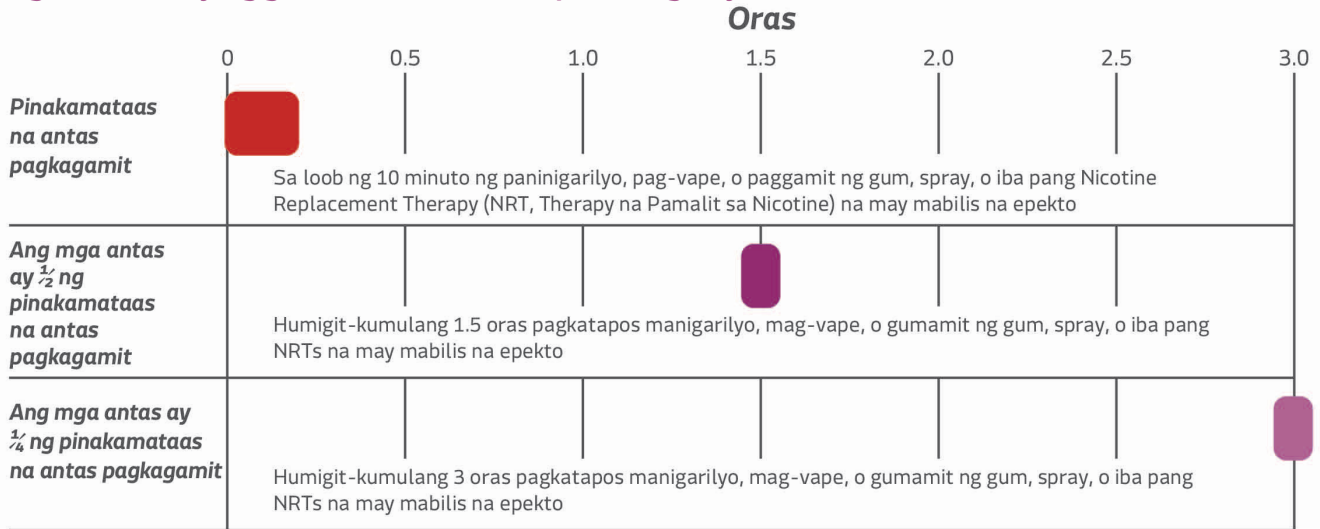 Oras
0 0.5 1.0 1.5 2.0 2.5 3.0
Pinakamataas
na antas
pagkagamit
Sa loob ng 10 minuto ng paninigarilyo, pag-vape, o paggamit ng gum, spray, o iba pang Nicotine
Replacement Therapy (NRT, Therapy na Pamalit sa Nicotine) na may mabilis na epekto
Ang mga antas
ay ½ ng
pinakamataas
na antas
pagkagamit
Humigit-kumulang 1.5 oras pagkatapos manigarilyo, mag-vape, o gumamit ng gum, spray, o iba pang
NRTs na may mabilis na epekto
Ang mga antas ay
¼ ng pinakamataas
na antas pagkagamit
Humigit-kumulang 3 oras pagkatapos manigarilyo, mag-vape, o gumamit ng gum, spray, o iba pang
NRTs na may mabilis na epekto